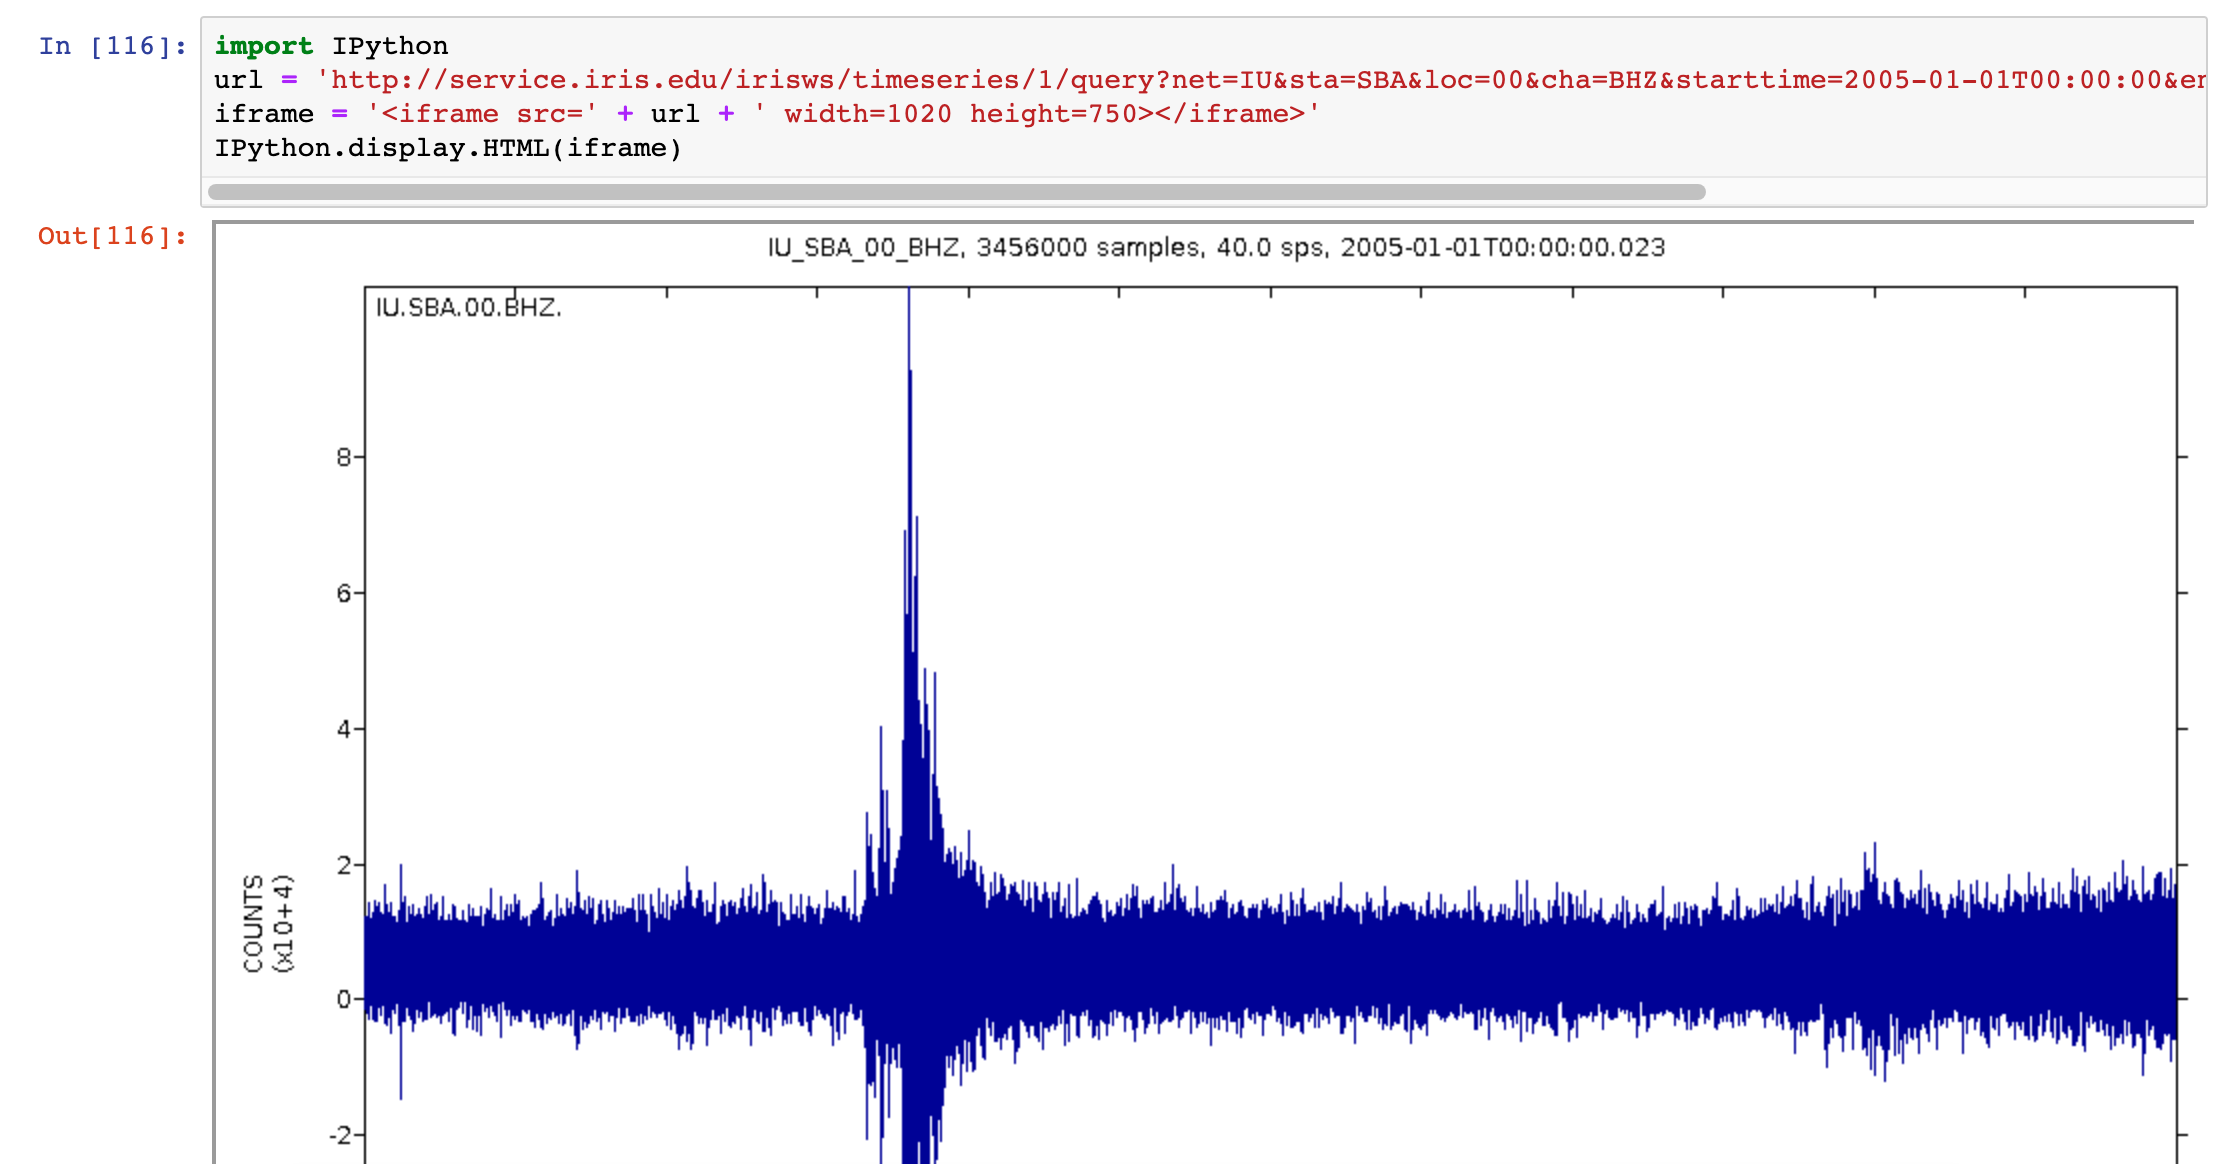 In [116]:
import IPython
url = 'http://service.iris.edu/irisws/timeseries/1/query?net=IU&sta=SBA&loc=00&cha=BHZ&starttime=2005-01-01T00:00:00&en
iframe = '<iframe src=' + url + ' width=1020 height=750></iframe>'
IPython.display.HTML(iframe)
Out[116]:
IU_SBA_00_BHZ, 3456000 samples, 40.0 sps, 2005-01-01T00:00:00.023
IU.SBA.00.BHZ.
8
6
4
2
0
-2
COUNTS
(x10+4)